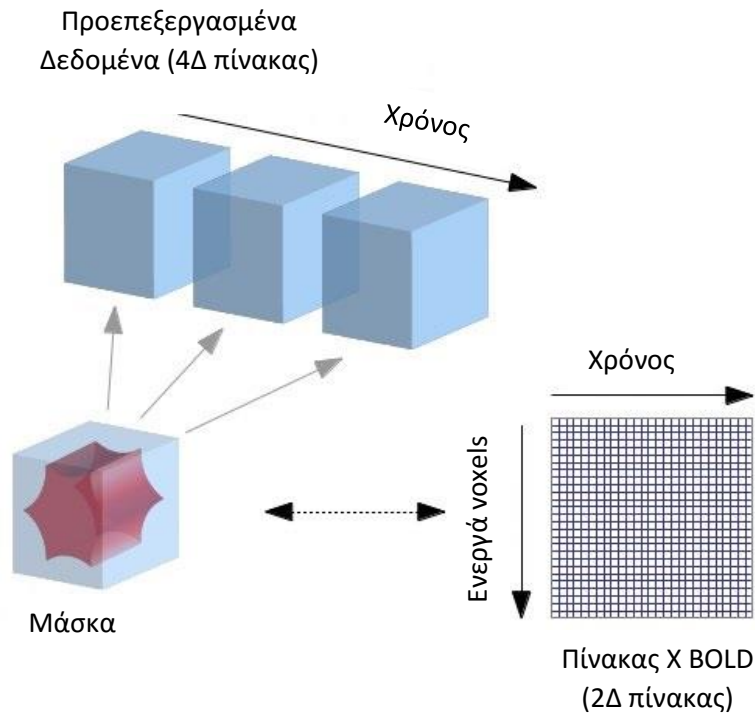 Προεπεξεργασμένα
Δεδομένα (4Δ πίνακας)
Χρόνος
Χρόνος
Ενεργά voxels
Μάσκα
Πίνακας Χ BOLD
(2Δ πίνακας)